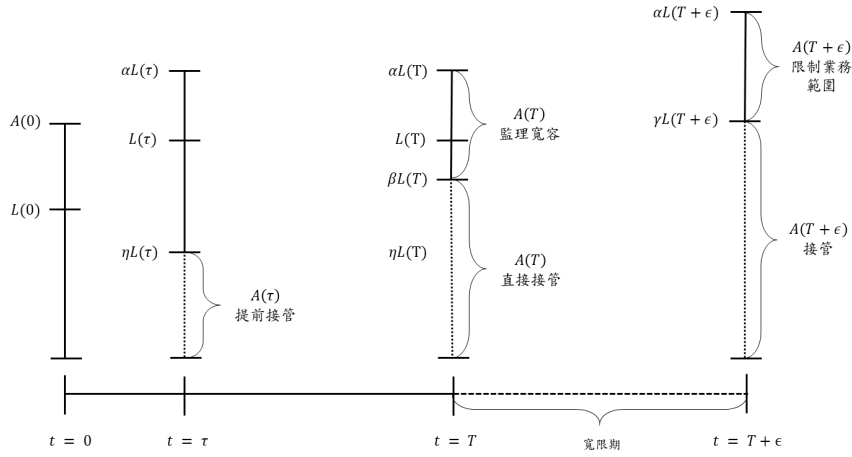 αL(T + ϵ)
A(T + ϵ)
限制業務
範圍
αL(τ)
αL(T)
A(T)
監理寬容
A(0)
γL(T + ϵ)
L(τ)
L(T)
βL(T)
L(0)
A(T + ϵ)
接管
ηL(τ)
ηL(T)
A(T)
直接接管
A(τ)
提前接管
t = 0
t = τ
t = T
寬限期
t = T + ϵ